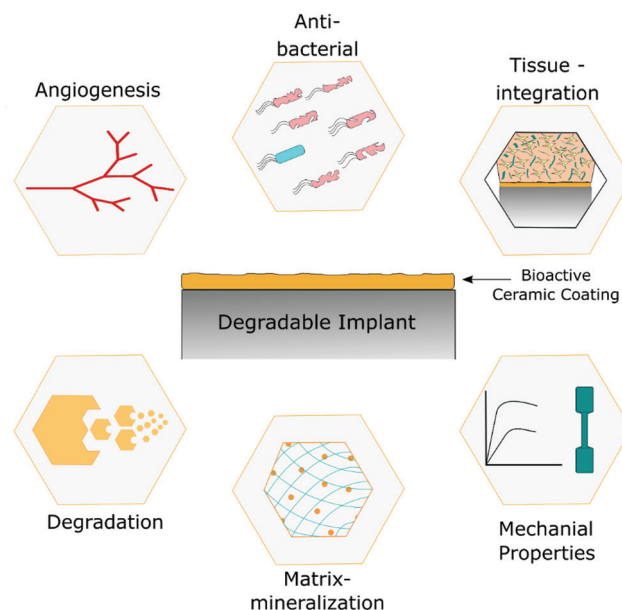 Anti-
bacterial
Angiogenesis
Tissue -
integration
Bioactive
Ceramic Coating
Degradable Implant
Degradation
Matrix-
mineralization
Mechanial
Properties